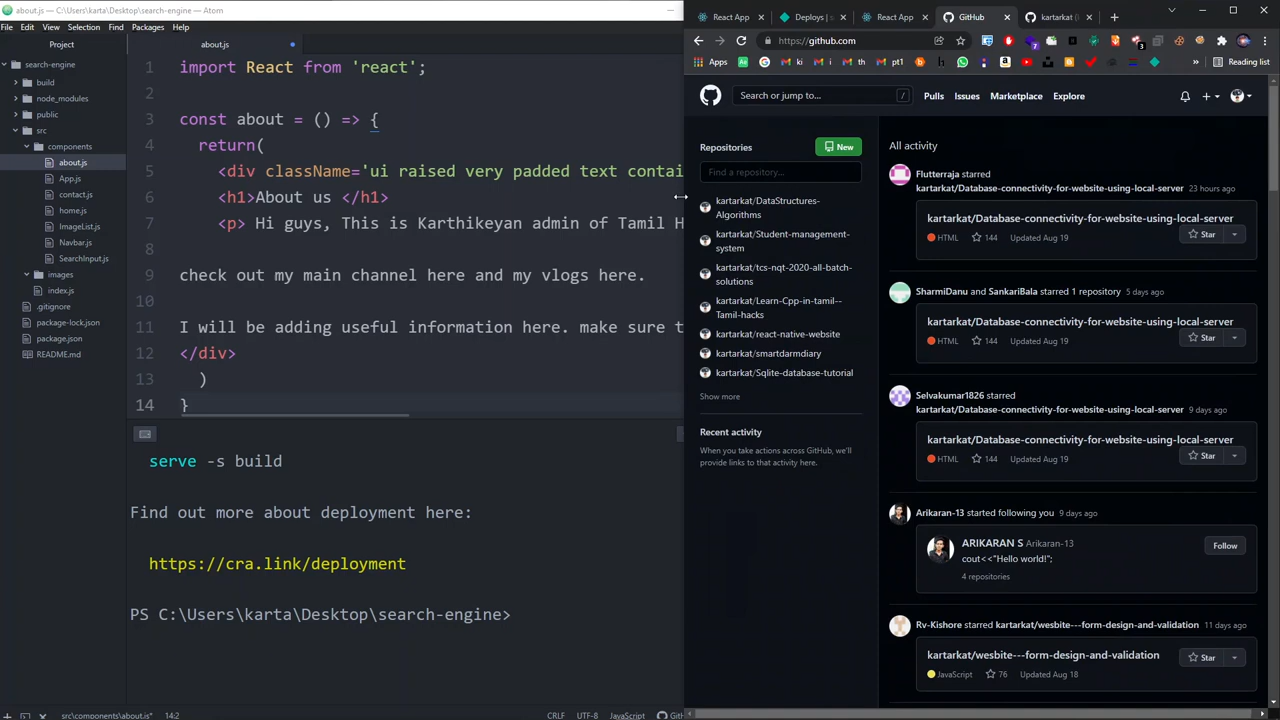 about.js — C:\Users\karta\Desktop\search-engine — Atom
File Edit View Selection Find Packages Help
Project
search-engine
build
node_modules
public
src
components
about.js
App.js
contact.js
home.js
ImageList.js
Navbar.js
SearchInput.js
images
index.js
.gitignore
package-lock.json
package.json
README.md
about.js
1 import React from 'react';
2
3 const about = () => {
4 return(
5 <div className='ui raised very padded text contai
6 <h1>About us </h1>
7 <p> Hi guys, This is Karthikeyan admin of Tamil H
8
9 check out my main channel here and my vlogs here.
10
11 I will be adding useful information here. make sure t
12 </div>
13 )
14 }
serve -s build
Find out more about deployment here:
https://cra.link/deployment
PS C:\Users\karta\Desktop\search-engine>
src\components\about.js* 14:2 CRLF UTF-8 JavaScript GitH
React App Deploys | s React App GitHub kartarkat (
https://github.com
Apps ki i th pt1 » Reading list
Search or jump to... / Pulls Issues Marketplace Explore
Repositories New
Find a repository...
kartarkat/DataStructures-
Algorithms
kartarkat/Student-management-
system
kartarkat/tcs-nqt-2020-all-batch-
solutions
kartarkat/Learn-Cpp-in-tamil--
Tamil-hacks
kartarkat/react-native-website
kartarkat/smartdarmdiary
kartarkat/Sqlite-database-tutorial
Show more
Recent activity
When you take actions across GitHub, we'll
provide links to that activity here.
All activity
Flutterraja starred
kartarkat/Database-connectivity-for-website-using-local-server 23 hours ago
kartarkat/Database-connectivity-for-website-using-local-server
HTML 144 Updated Aug 19 Star
SharmiDanu and SankariBala starred 1 repository 5 days ago
kartarkat/Database-connectivity-for-website-using-local-server
HTML 144 Updated Aug 19 Star
Selvakumar1826 starred
kartarkat/Database-connectivity-for-website-using-local-server 9 days ago
kartarkat/Database-connectivity-for-website-using-local-server
HTML 144 Updated Aug 19 Star
Arikaran-13 started following you 9 days ago
ARIKARAN S Arikaran-13 Follow
cout<<"Hello world!";
4 repositories
Rv-Kishore starred kartarkat/wesbite---form-design-and-validation 11 days ago
kartarkat/wesbite---form-design-and-validation
JavaScript 76 Updated Aug 18 Star